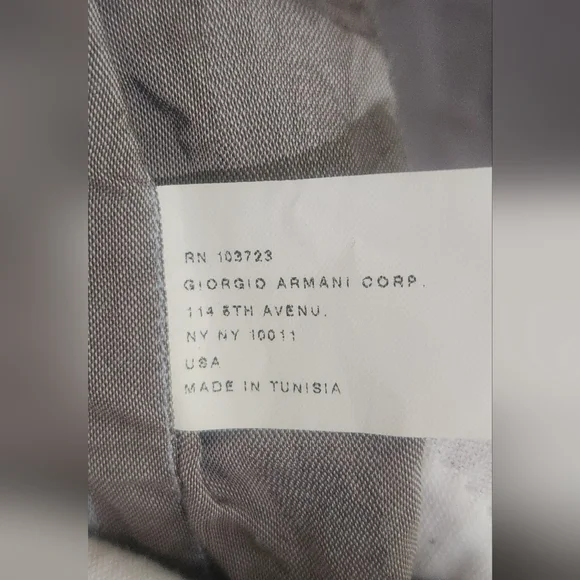 RN 103723
GIORGIO ARMANI CORP.
114 5TH AVENU.
NY NY 10011
USA
MADE IN TUNISIA